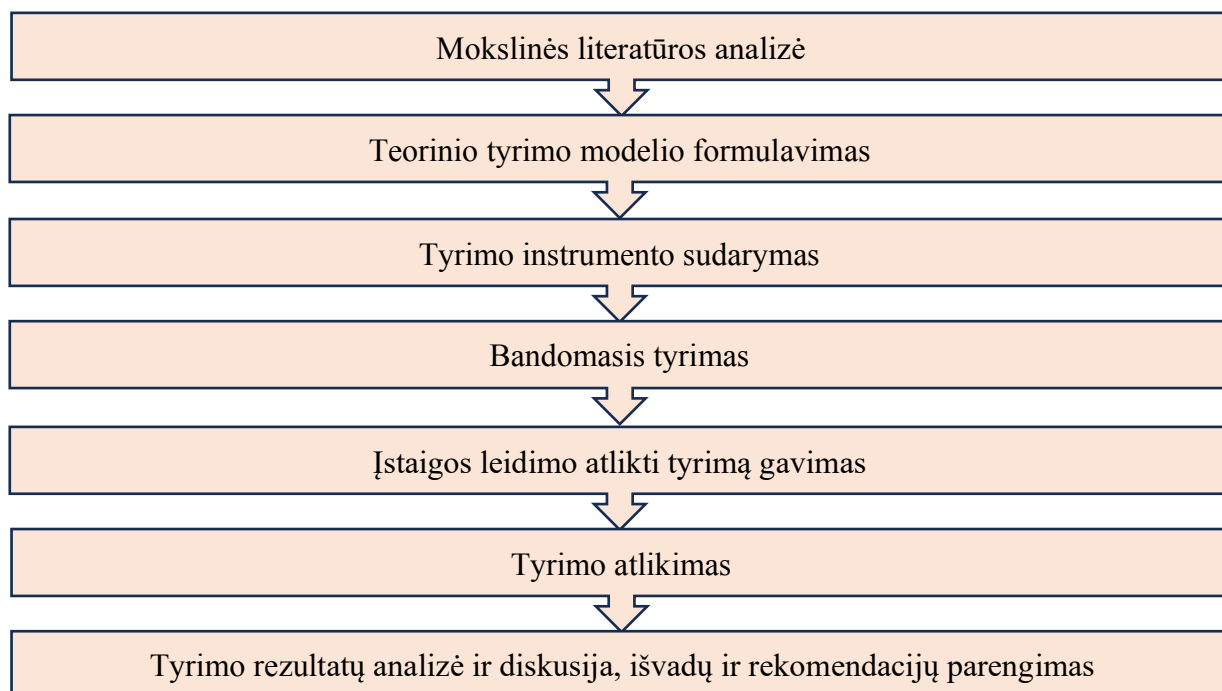 Mokslinės literatūros analizė
Teorinio tyrimo modelio formulavimas
Tyrimo instrumento sudarymas
Bandomasis tyrimas
Įstaigos leidimo atlikti tyrimą gavimas
Tyrimo atlikimas
Tyrimo rezultatų analizė ir diskusija, išvadų ir rekomendacijų parengimas